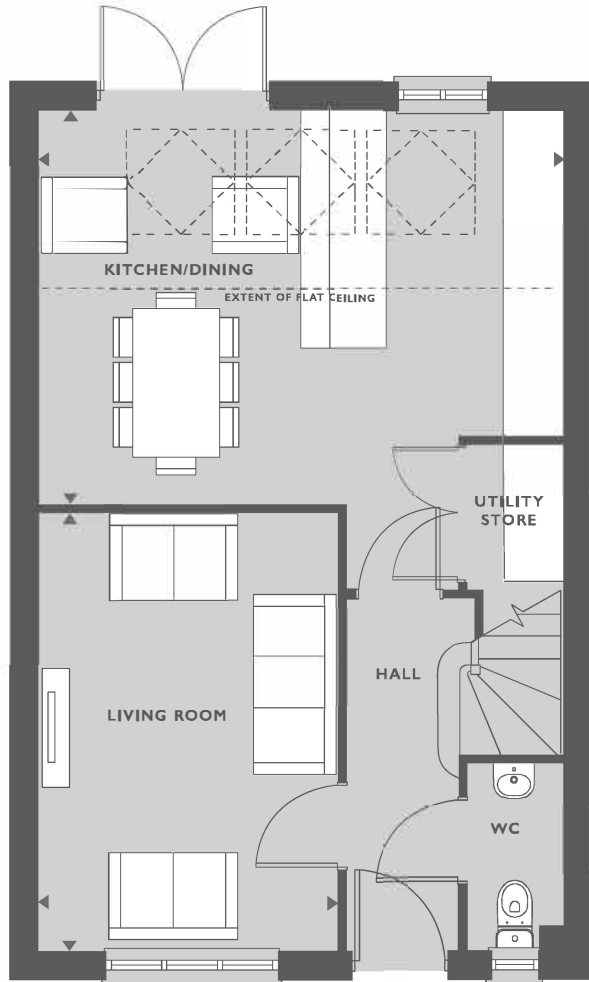 KITCHEN/DINING
EXTENT OF FLAT CEILING
UTILITY
STORE
HALL
LIVING ROOM
WC